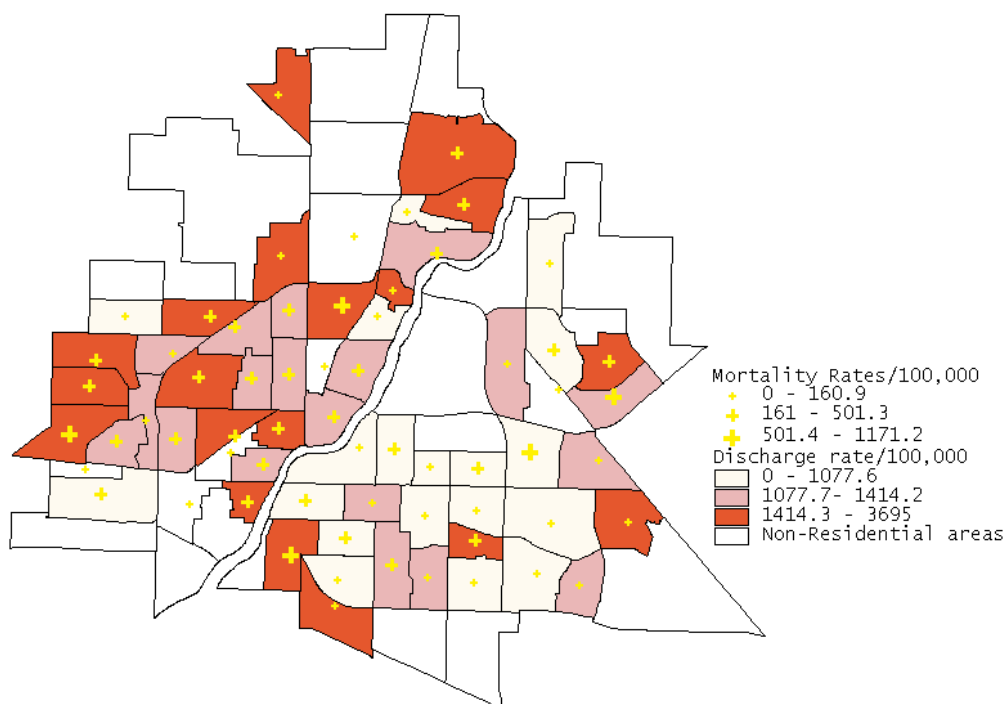 Mortality Rates/100,000
0 - 160.9
161 - 501.3
501.4 - 1171.2
Discharge rate/100,000
0 - 1077.6
1077.7- 1414.2
1414.3 - 3695
Non-Residential areas